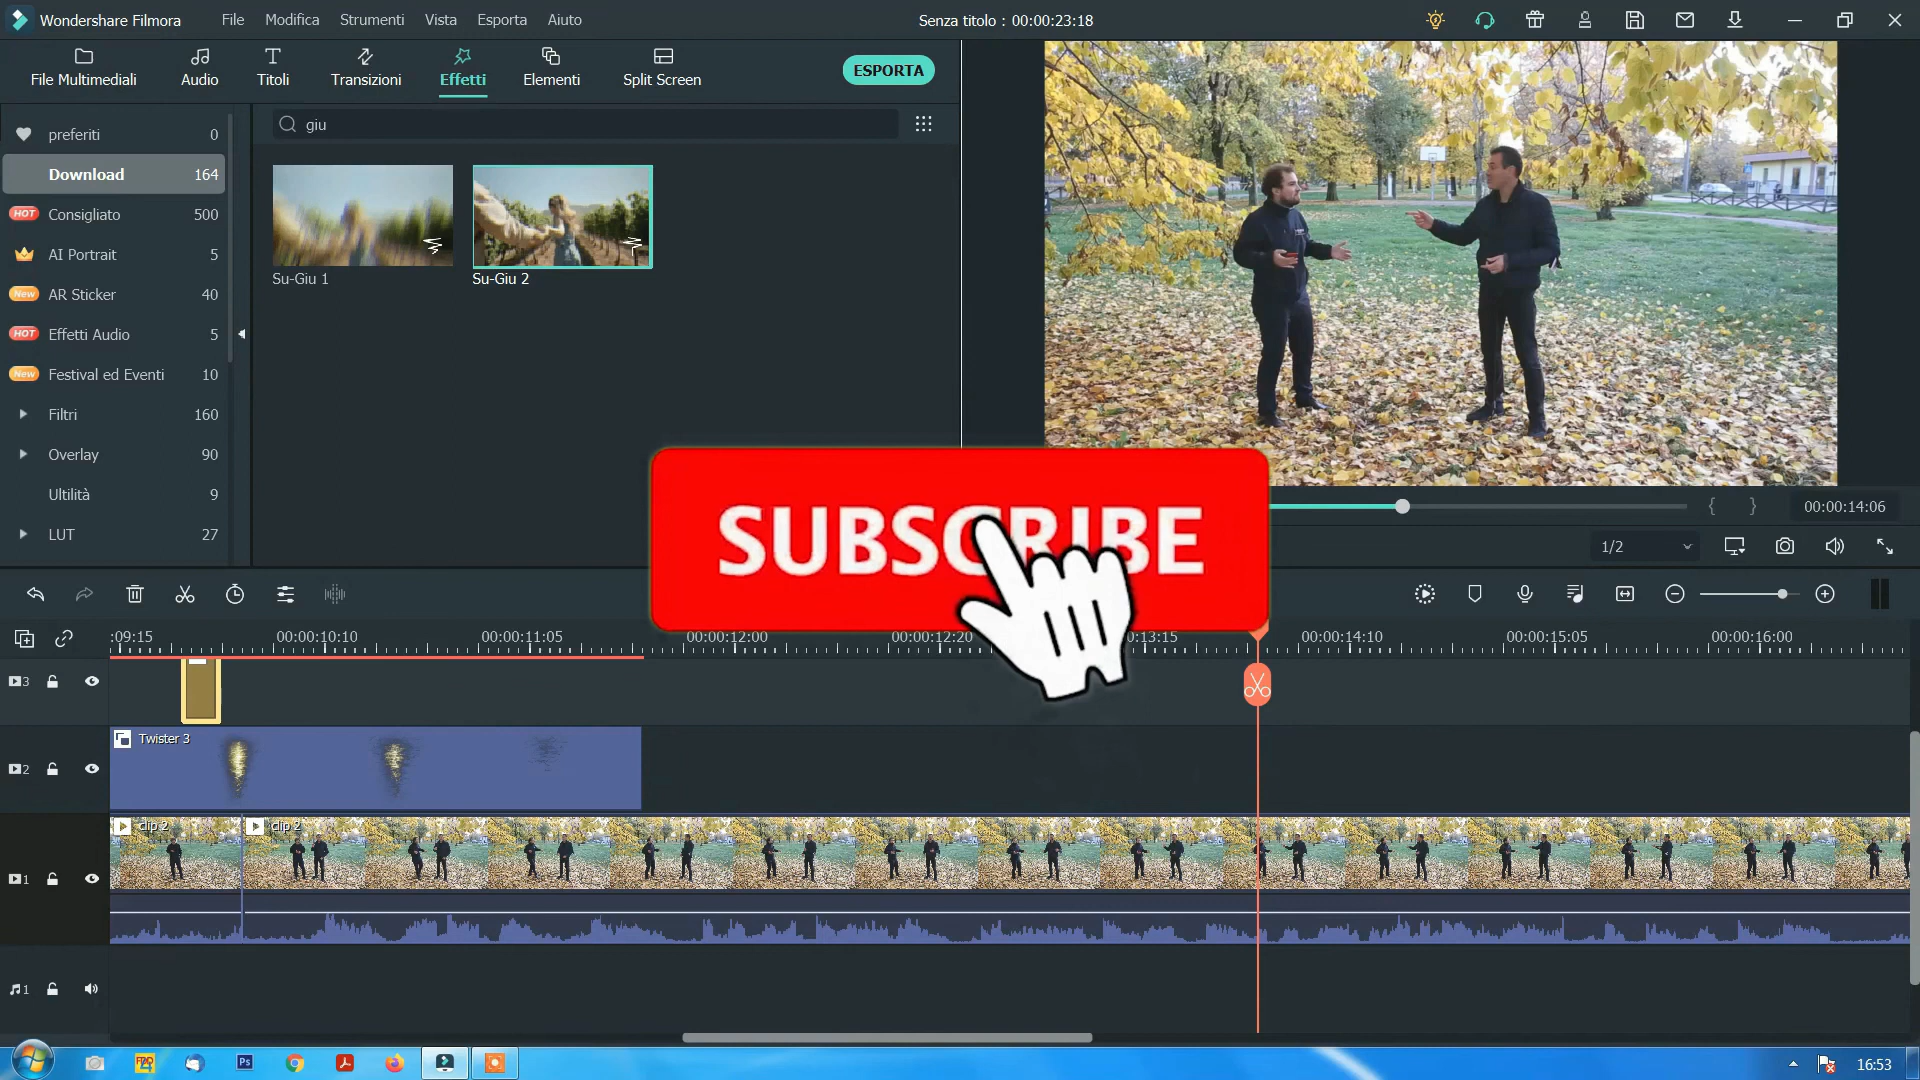 Wondershare Filmora
File Modifica Strumenti Vista Esporta Aiuto
Senza titolo : 00:00:23:18
File Multimediali
Audio
Titoli
Transizioni
Effetti
Elementi
Split Screen
ESPORTA
giu
preferiti 0
Download 164
HOT Consigliato 500
AI Portrait 5
New AR Sticker 40
HOT Effetti Audio 5
New Festival ed Eventi 10
Filtri 160
Overlay 90
Ultilità 9
LUT 27
Su-Giu 1
Su-Giu 2
SUBSCRIBE
{ } 00:00:14:06
1/2
:09:15 00:00:10:10 00:00:11:05 00:00:12:00 00:00:12:20 :13:15 00:00:14:10 00:00:15:05 00:00:16:00
3
2
Twister 3
1
clip 2
clip 2
1
Ps
16:53